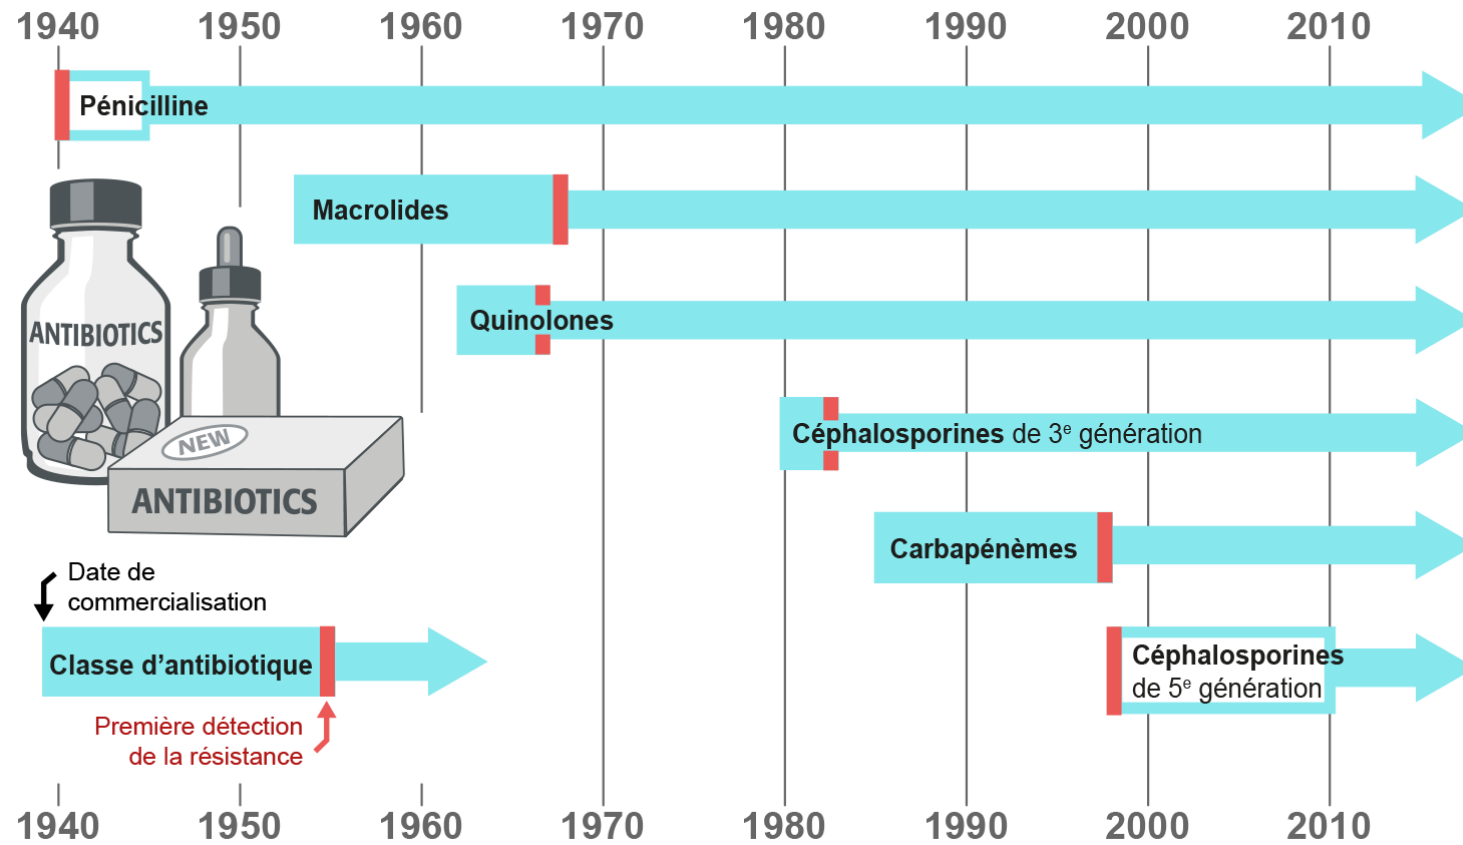 1940 1950 1960 1970 1980 1990 2000 2010
Pénicilline
Macrolides
Quinolones
Céphalosporines de 3e génération
Carbapénèmes
Céphalosporines
de 5e génération
ANTIBIOTICS
NEW
ANTIBIOTICS
Date de
commercialisation
Classe d’antibiotique
Première détection
de la résistance
1940 1950 1960 1970 1980 1990 2000 2010